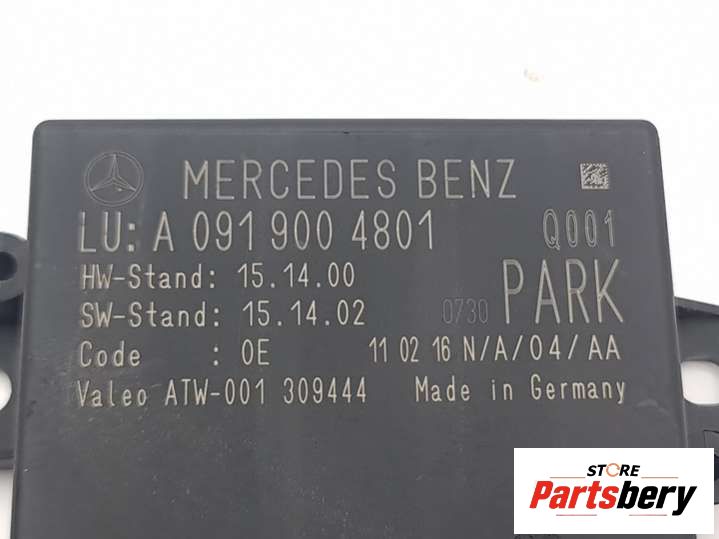 MERCEDES BENZ
LU: A 091 900 4801 Q001
HW-Stand: 15.14.00
SW-Stand: 15.14.02 0730 PARK
Code : 0E 11 02 16 N/A/04/AA
Valeo ATW-001 309444 Made in Germany
STORE
Partsbery